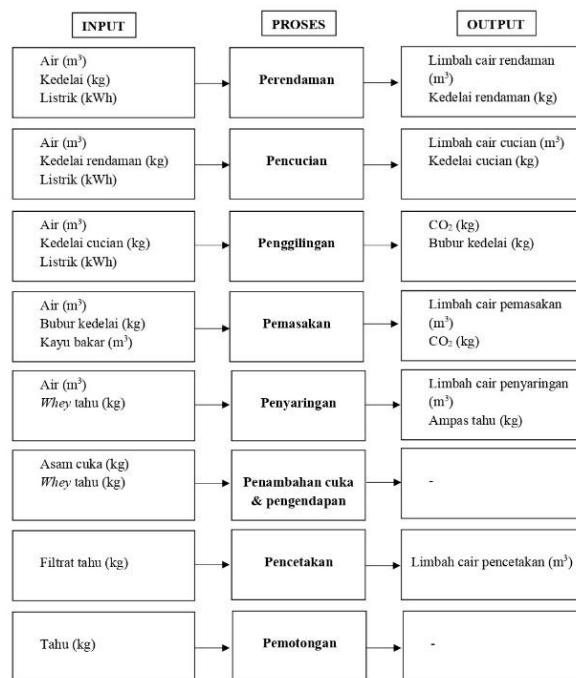 INPUT
PROSES
OUTPUT
Air (m³)
Kedelai (kg)
Listrik (kWh)
Perendaman
Limbah cair rendaman
(m³)
Kedelai rendaman (kg)
Air (m³)
Kedelai rendaman (kg)
Listrik (kWh)
Pencucian
Limbah cair cucian (m³)
Kedelai cucian (kg)
Air (m³)
Kedelai cucian (kg)
Listrik (kWh)
Penggilingan
CO₂ (kg)
Bubur kedelai (kg)
Air (m³)
Bubur kedelai (kg)
Kayu bakar (m³)
Pemasakan
Limbah cair pemasakan
(m³)
CO₂ (kg)
Air (m³)
Whey tahu (kg)
Penyaringan
Limbah cair penyaringan
(m³)
Ampas tahu (kg)
Asam cuka (kg)
Whey tahu (kg)
Penambahan cuka
& pengendapan
-
Filtrat tahu (kg)
Pencetakan
Limbah cair pencetakan (m³)
Tahu (kg)
Pemotongan
-